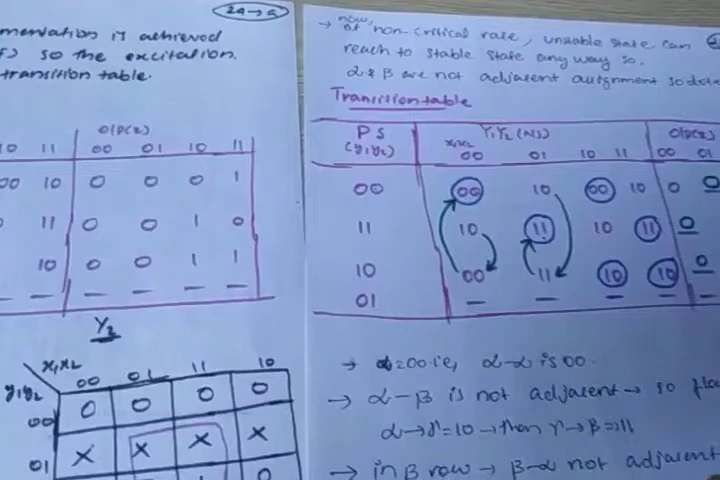 2a→a
mentation is achieved
F) so the excitation.
transition table.
O/P(z)
10 11 00 01 10 11
00 10 0 0 0 1
11 0 0 1 0
10 0 0 1 1
— — — — — —
Y2
x1x2
y1y2 00 01 11 10
00 0 0 0 0
01 X X X X
0
→ now, at non-critical race, unstable state can
reach to stable state any way so.
α & β are not adjacent assignment so
Transition table
PS Y1Y2 (NS) O/P(z)
(y1y2) x1x2 00 01 10 11 00 01
00 00 10 00 10 0 0
11 10 11 10 11 0
10 00 11 10 10 0
01 — — — — — —
→ α=00 i.e, α-α is 00.
→ α-β is not adjacent → so
α→γ=10 → then γ→β=11
→ in β row → β-α not adjacent